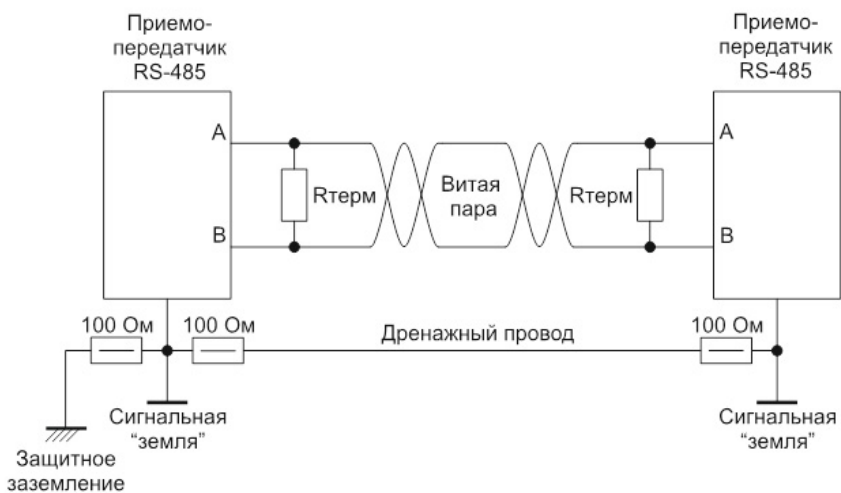 Приемо-
передатчик
RS-485
Приемо-
передатчик
RS-485
A
A
Rтерм
Витая
пара
Rтерм
B
B
100 Ом
100 Ом
Дренажный провод
100 Ом
Сигнальная
“земля”
Сигнальная
“земля”
Защитное
заземление